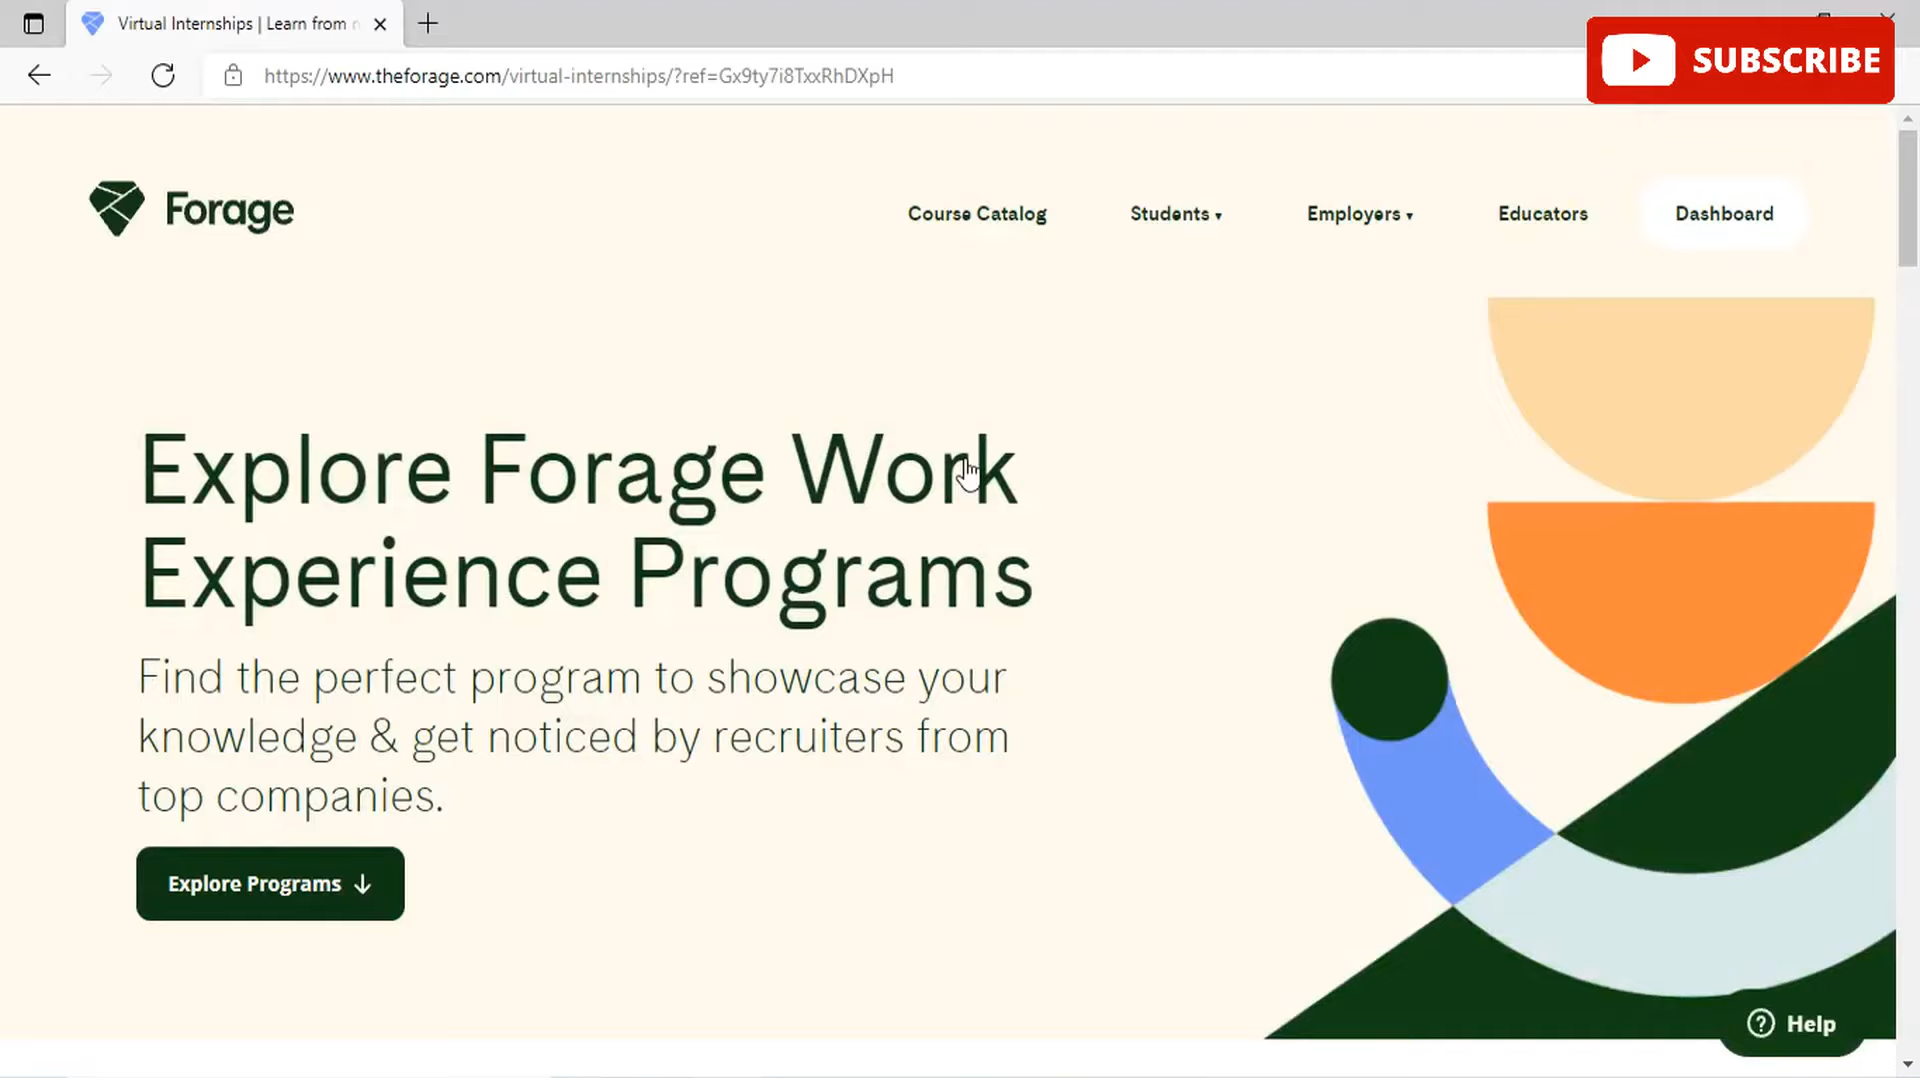 Virtual Internships | Learn from
SUBSCRIBE
https://www.theforage.com/virtual-internships/?ref=Gx9ty7i8TxxRhDXpH
Forage
Course Catalog
Students ▾
Employers ▾
Educators
Dashboard
Explore Forage Work
Experience Programs
Find the perfect program to showcase your
knowledge & get noticed by recruiters from
top companies.
Explore Programs ↓
Help